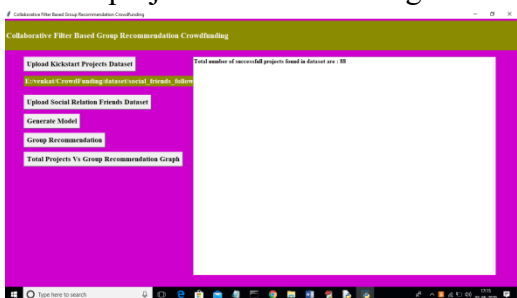 Collaborative Filter Based Group Recommendation Crowdfunding
Collaborative Filter Based Group Recommendation Crowdfunding
Upload Kickstart Projects Dataset
Total number of successfull projects found in dataset are : 88
E:/venkat/CrowdFunding/dataset/social_friends_follow
Upload Social Relation Friends Dataset
Generate Model
Group Recommendation
Total Projects Vs Group Recommendation Graph
Type here to search
17:15